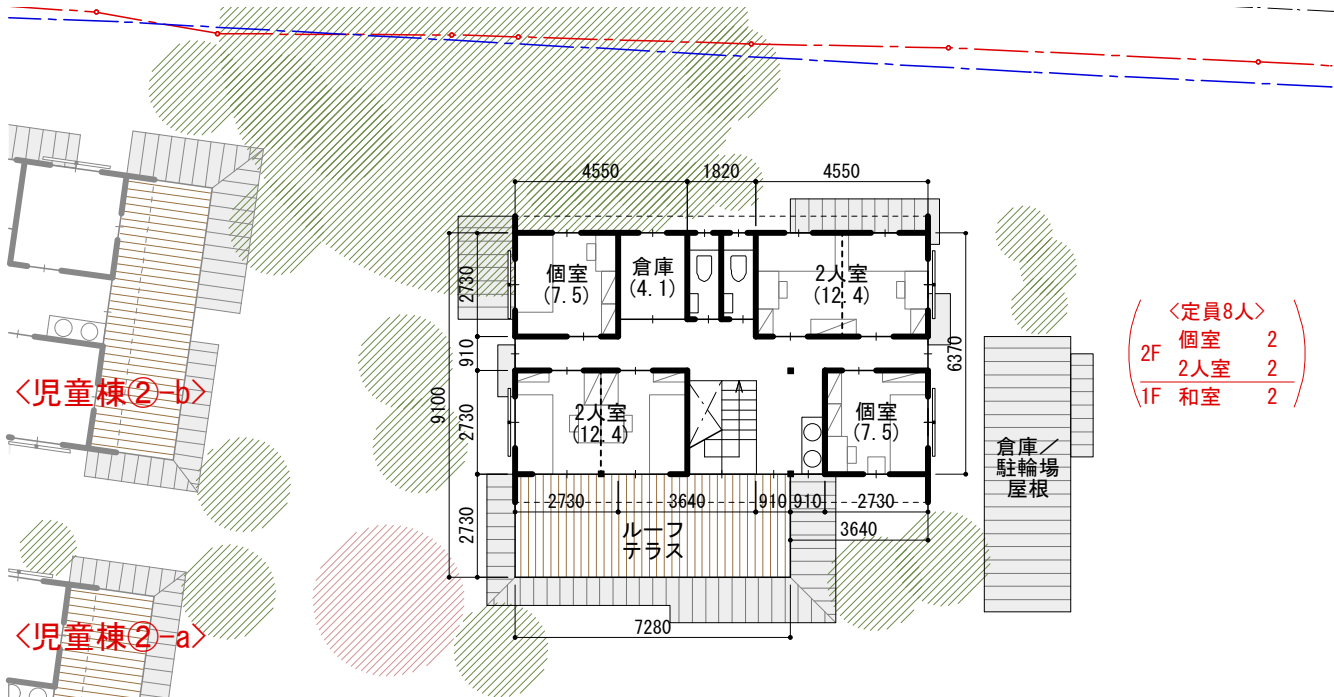 4550
1820
4550
個室
(7.5)
倉庫
(4.1)
2人室
(12.4)
2730
910
2730
2730
9100
6370
2人室
(12.4)
個室
(7.5)
2730
3640
910
910
2730
3640
ルーフ
テラス
7280
倉庫／
駐輪場
屋根
<定員8人>
2F 個室 2
2人室 2
1F 和室 2
<児童棟②-b>
<児童棟②-a>